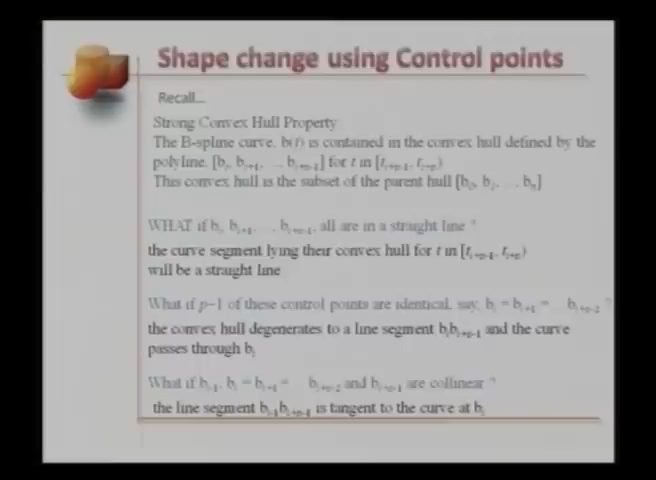 Shape change using Control points
Recall...
Strong Convex Hull Property
The B-spline curve, b(t) is contained in the convex hull defined by the
polyline, [bᵢ, bᵢ₊₁, … bᵢ₊ₚ₋₁] for t in [tᵢ₊ₚ₋₁, tᵢ₊ₚ)
This convex hull is the subset of the parent hull [b₀, b₁, … bₙ]
WHAT if bᵢ, bᵢ₊₁, … , bᵢ₊ₚ₋₁, all are in a straight line ?
the curve segment lying their convex hull for t in [tᵢ₊ₚ₋₁, tᵢ₊ₚ)
will be a straight line
What if p−1 of these control points are identical, say, bᵢ = bᵢ₊₁ = bᵢ₊ₚ₋₂ ?
the convex hull degenerates to a line segment bᵢbᵢ₊ₚ₋₁ and the curve
passes through bᵢ
What if bᵢ₋₁, bᵢ = bᵢ₊₁ = bᵢ₊ₚ₋₂ and bᵢ₊ₚ₋₁ are collinear ?
the line segment bᵢ₋₁bᵢ₊ₚ₋₁ is tangent to the curve at bᵢ